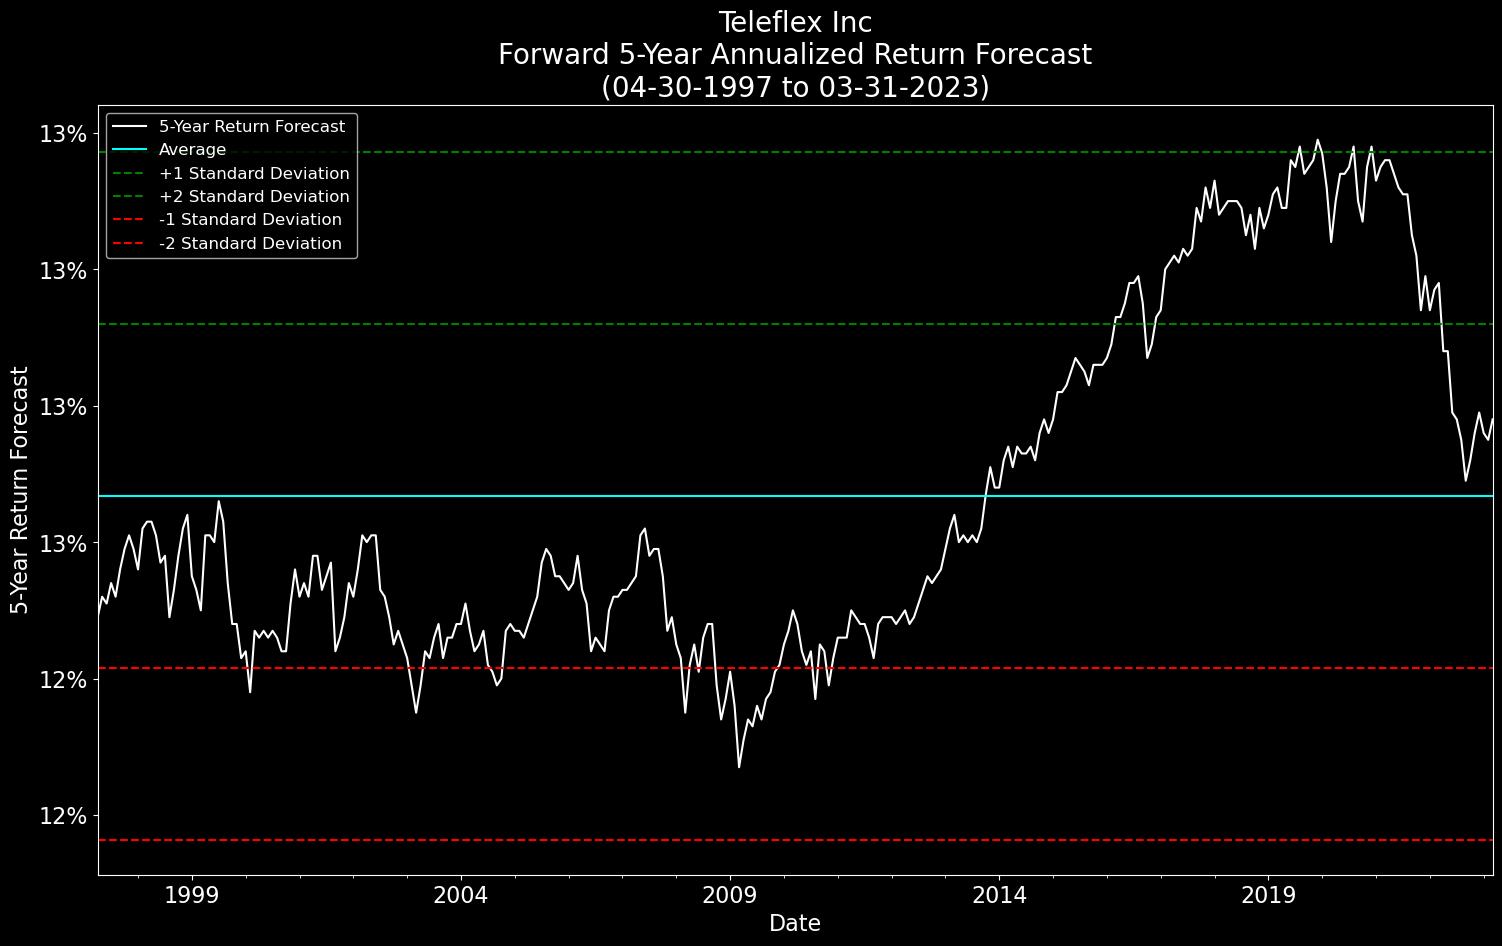 Teleflex Inc
Forward 5-Year Annualized Return Forecast
(04-30-1997 to 03-31-2023)
5-Year Return Forecast
Average
+1 Standard Deviation
+2 Standard Deviation
-1 Standard Deviation
-2 Standard Deviation
13%
13%
13%
13%
12%
12%
5-Year Return Forecast
1999 2004 2009 2014 2019
Date